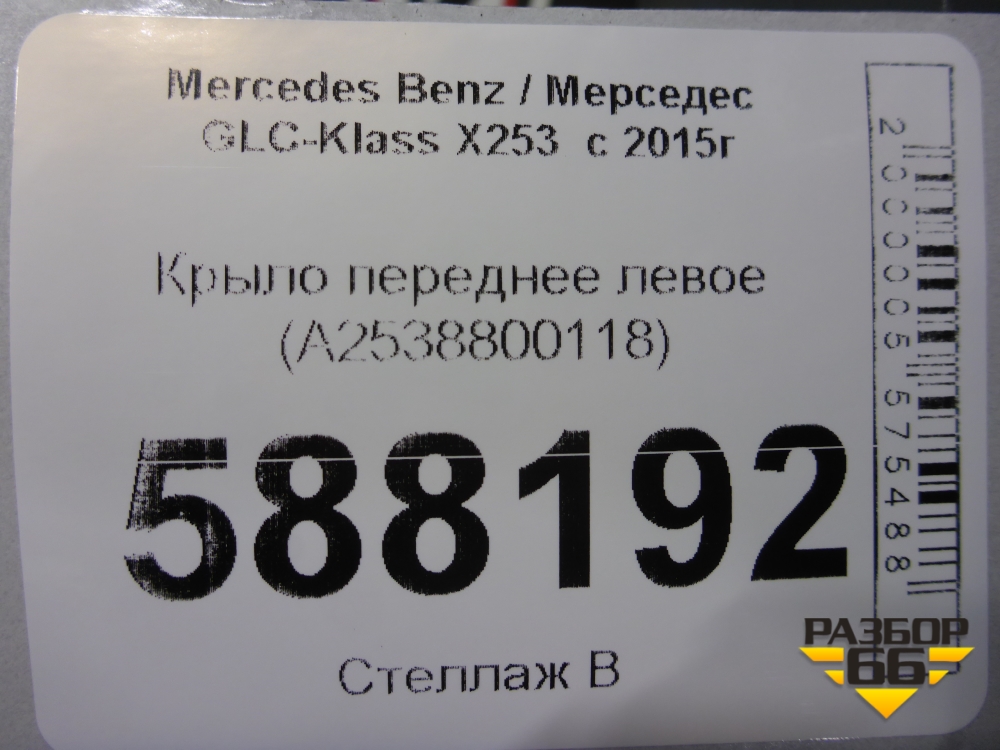 Mercedes Benz / Мерседес
GLC-Klass X253 с 2015г
Крыло переднее левое
(A2538800118)
588192
Стеллаж В
2000005575488
РАЗБОР
66